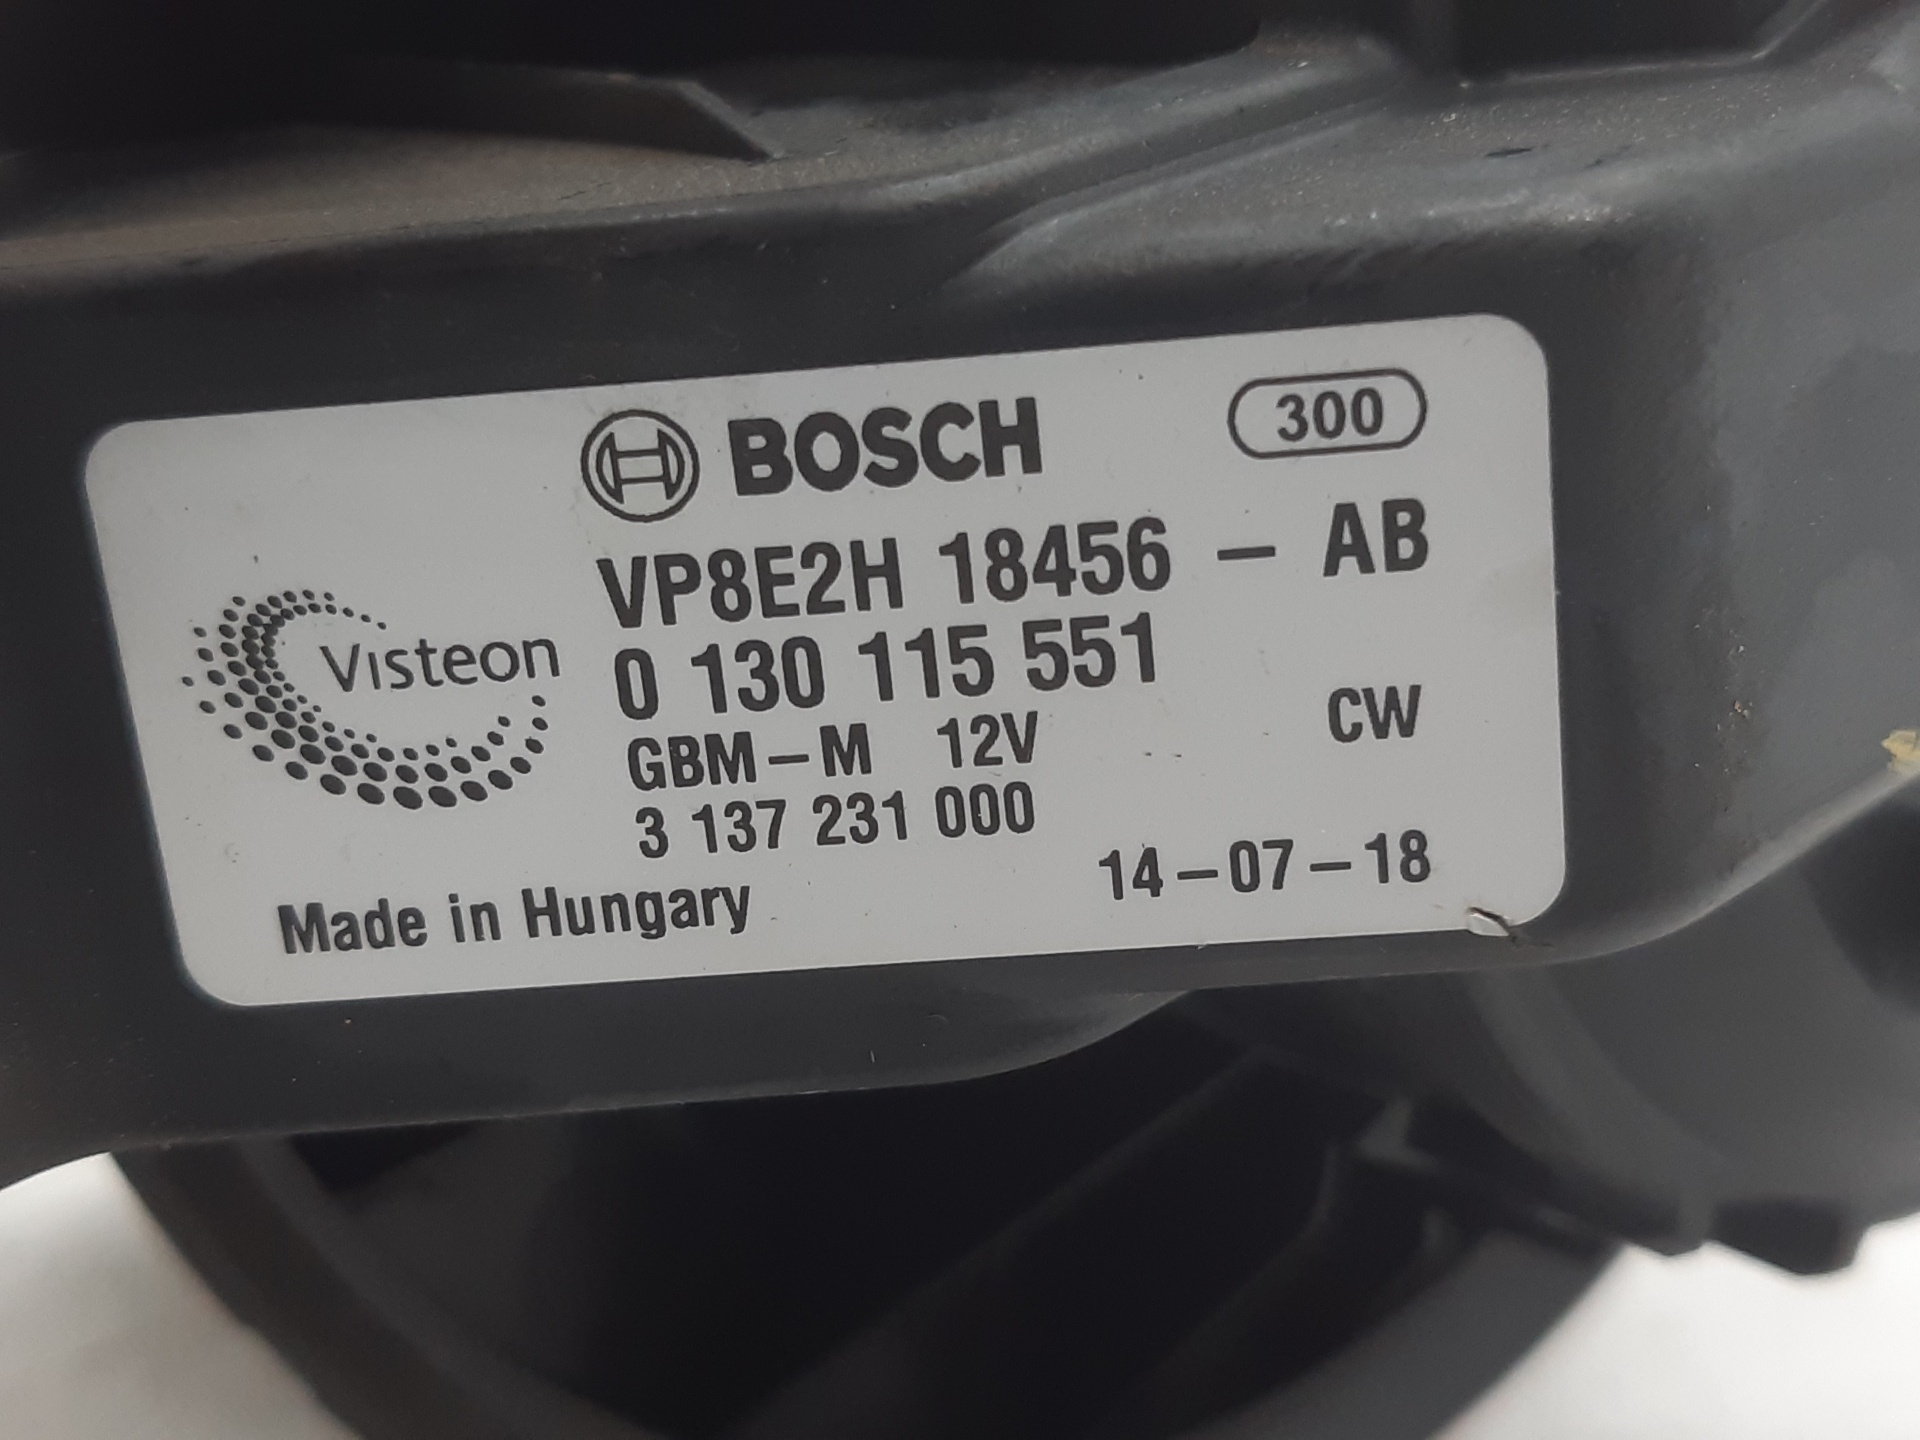 BOSCH 300
VP8E2H 18456 – AB
Visteon
0 130 115 551
GBM–M 12V CW
3 137 231 000
Made in Hungary 14–07–18